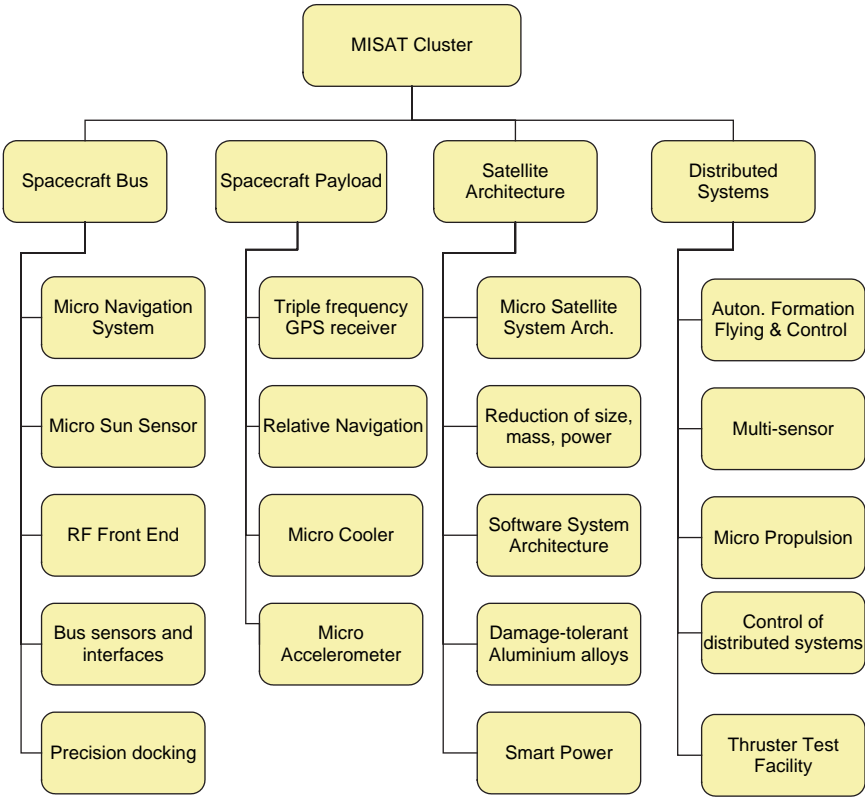 MISAT Cluster
Spacecraft Bus
Spacecraft Payload
Satellite
Architecture
Distributed
Systems
Micro Navigation
System
Micro Sun Sensor
RF Front End
Bus sensors and
interfaces
Precision docking
Triple frequency
GPS receiver
Relative Navigation
Micro Cooler
Micro
Accelerometer
Micro Satellite
System Arch.
Reduction of size,
mass, power
Software System
Architecture
Damage-tolerant
Aluminium alloys
Smart Power
Auton. Formation
Flying & Control
Multi-sensor
Micro Propulsion
Control of
distributed systems
Thruster Test
Facility